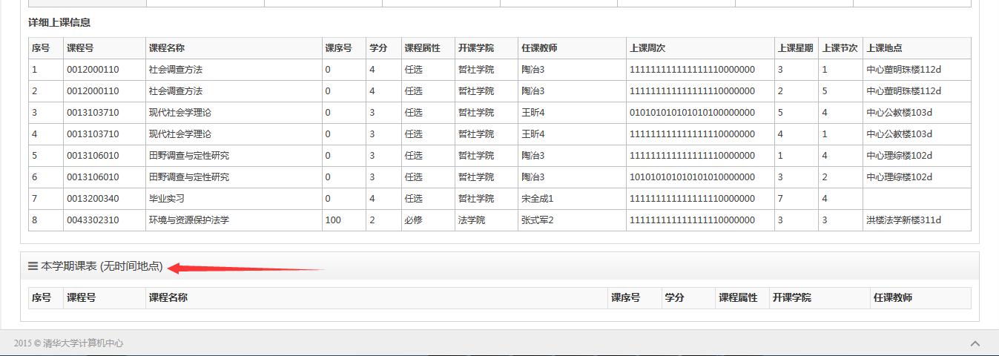 详细上课信息
序号 课程号 课程名称 课序号 学分 课程属性 开课学院 任课教师 上课周次 上课星期 上课节次 上课地点
1 0012000110 社会调查方法 0 4 任选 哲社学院 陶冶3 111111111111111110000000 3 1 中心董明珠楼112d
2 0012000110 社会调查方法 0 4 任选 哲社学院 陶冶3 111111111111111110000000 2 5 中心董明珠楼112d
3 0013103710 现代社会学理论 0 3 任选 哲社学院 王昕4 010101010101010100000000 5 4 中心公教楼103d
4 0013103710 现代社会学理论 0 3 任选 哲社学院 王昕4 111111111111111110000000 4 1 中心公教楼103d
5 0013106010 田野调查与定性研究 0 3 任选 哲社学院 陶冶3 111111111111111110000000 1 4 中心理综楼102d
6 0013106010 田野调查与定性研究 0 3 任选 哲社学院 陶冶3 101010101010101010000000 3 2 中心理综楼102d
7 0013200340 毕业实习 0 4 任选 哲社学院 宋全成1 111111111111111110000000 7 4
8 0043302310 环境与资源保护法学 100 2 必修 法学院 张式军2 111111111111111110000000 3 3 洪楼法学新楼311d
本学期课表 (无时间地点)
序号 课程号 课程名称 课序号 学分 课程属性 开课学院 任课教师
2015 © 清华大学计算机中心